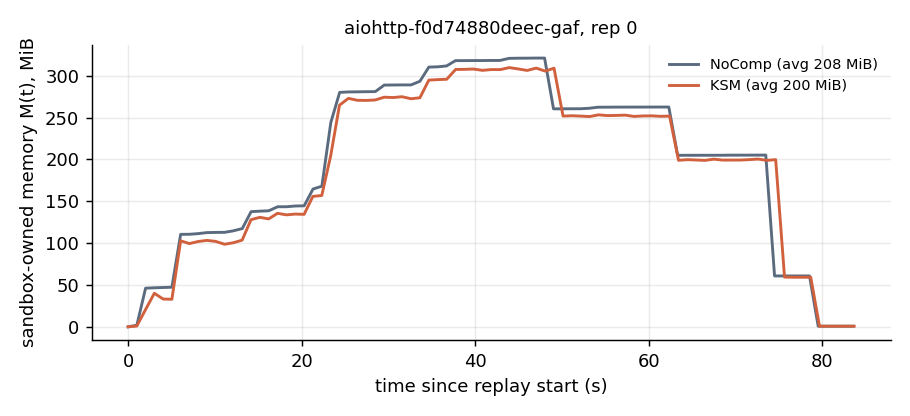 aiohttp-f0d74880deec-gaf, rep 0
sandbox-owned memory M(t), MiB
300
250
200
150
100
50
0
NoComp (avg 208 MiB)
KSM (avg 200 MiB)
0 20 40 60 80
time since replay start (s)